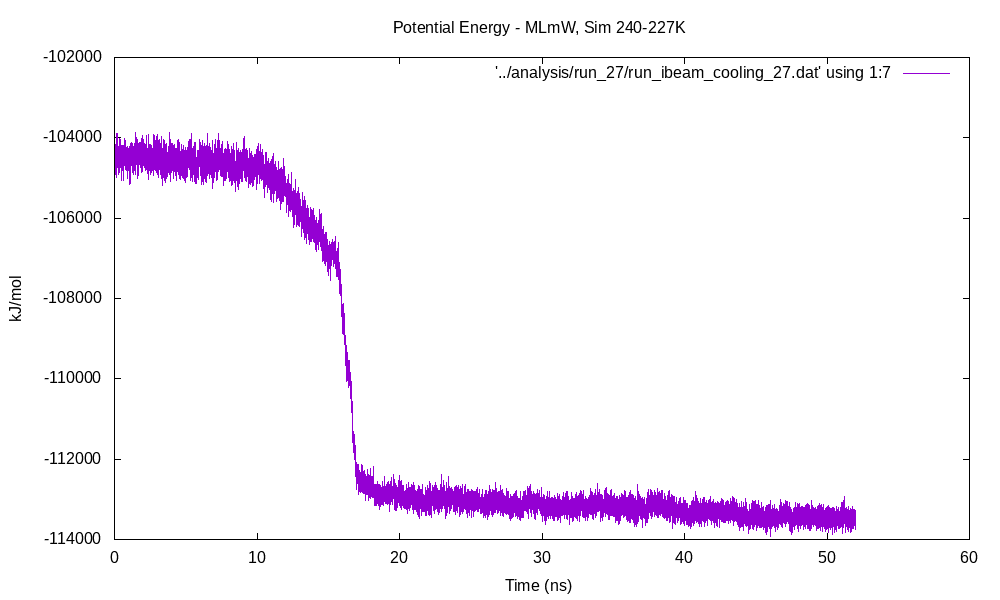 Potential Energy - MLmW, Sim 240-227K
'../analysis/run_27/run_ibeam_cooling_27.dat' using 1:7
-102000
-104000
-106000
-108000
-110000
-112000
-114000
kJ/mol
0 10 20 30 40 50 60
Time (ns)